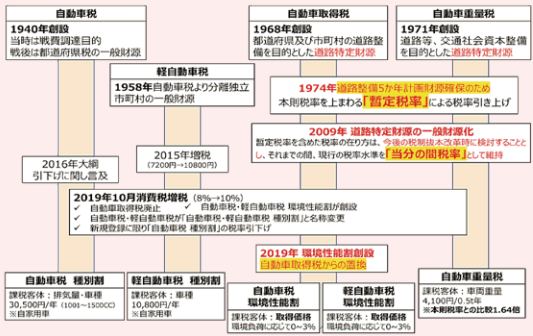 自動車税
1940年創設
当時は戦費調達目的
戦後は都道府県税の一般財源
自動車取得税
1968年創設
都道府県及び市町村の道路整
備を目的とした道路特定財源
自動車重量税
1971年創設
道路等、交通社会資本整備
を目的とした道路特定財源
軽自動車税
1958年自動車税より分離独立
市町村の一般財源
1974年道路整備5か年計画財源確保のため
本則税率を上まわる「暫定税率」による税率引き上げ
2009年 道路特定財源の一般財源化
暫定税率を含めた税率の在り方は、今後の税制抜本改革時に検討することと
し、それまでの間、現行の税率水準を「当分の間税率」として維持
2016年大綱
引下げに関し言及
2015年増税
(7200円→10800円)
2019年10月消費税増税 (8%→10%)
✓ 自動車取得税廃止 ✓ 自動車税・軽自動車税 環境性能割が創設
✓ 自動車税・軽自動車税が「自動車税・軽自動車税 種別割」と名称変更
✓ 新規登録に限り「自動車税 種別割」の税率引下げ
2019年 環境性能割創設
自動車取得税からの置換
自動車税 種別割
課税客体:排気量・車種
30,500円/年 (1001~1500CC)
※自家用車
軽自動車税 種別割
課税客体:車種
10,800円/年
※自家用車
自動車税
環境性能割
課税客体:取得価格
環境負荷に応じて0~3%
軽自動車税
環境性能割
課税客体:取得価格
環境負荷に応じて0~3%
自動車重量税
課税客体:車両重量
4,100円/0.5t年
※本則税率との比較1.64倍